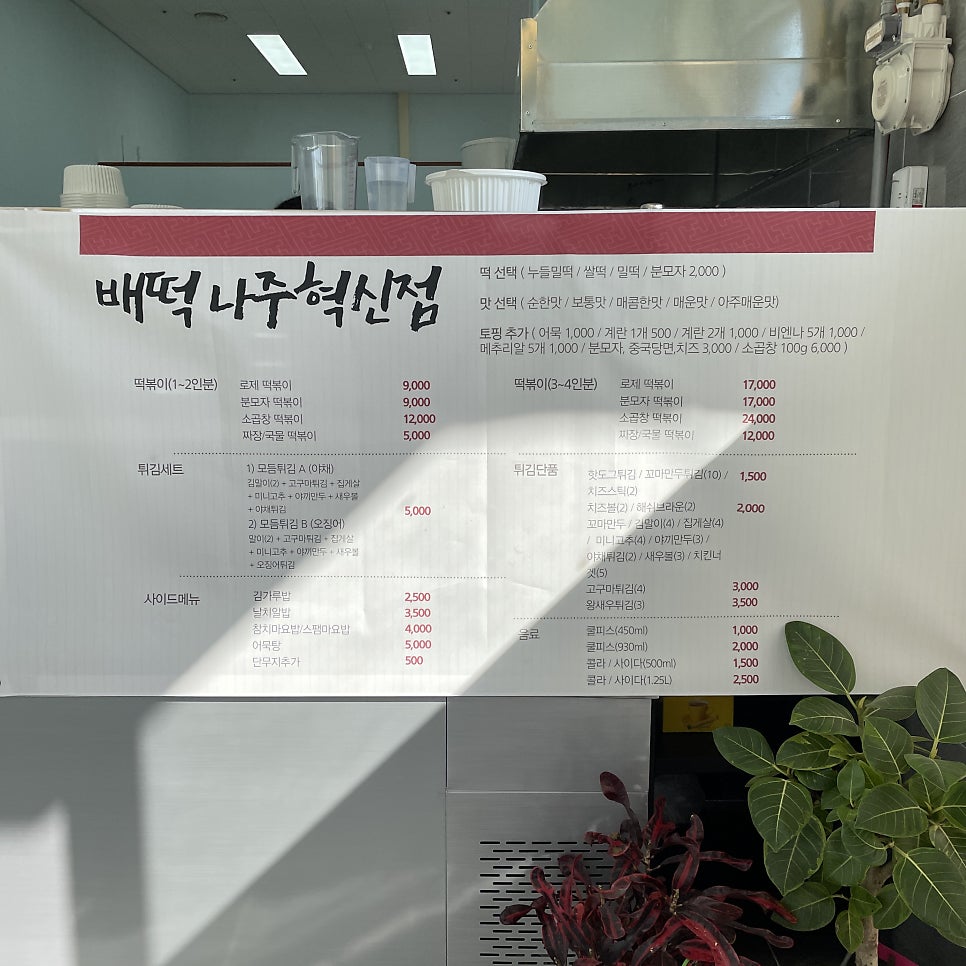 배떡 나주혁신점
떡 선택 ( 누들밀떡 / 쌀떡 / 밀떡 / 분모자 2,000 )
맛 선택 ( 순한맛 / 보통맛 / 매콤한맛 / 매운맛 / 아주매운맛)
토핑 추가 ( 어묵 1,000 / 계란 1개 500 / 계란 2개 1,000 / 비엔나 5개 1,000 /
메추리알 5개 1,000 / 분모자, 중국당면,치즈 3,000 / 소곱창 100g 6,000 )
떡볶이(1~2인분) 로제 떡볶이 9,000
분모자 떡볶이 9,000
소곱창 떡볶이 12,000
짜장/국물 떡볶이 5,000
튀김세트 1) 모듬튀김 A (야채)
김말이(2) + 고구마튀김 + 집게살
+ 미니고추 + 야끼만두 + 새우볼
+ 야채튀김 5,000
2) 모듬튀김 B (오징어)
말이(2) + 고구마튀김 + 집게살
+ 미니고추 + 야끼만두 + 새우볼
+ 오징어튀김
사이드메뉴 김가루밥 2,500
날치알밥 3,500
참치마요밥/스팸마요밥 4,000
어묵탕 5,000
단무지추가 500
떡볶이(3~4인분) 로제 떡볶이 17,000
분모자 떡볶이 17,000
소곱창 떡볶이 24,000
짜장/국물 떡볶이 12,000
튀김단품 핫도그튀김 / 꼬마만두튀김(10) / 1,500
치즈스틱(2)
치즈볼(2) / 해쉬브라운(2) 2,000
꼬마만두 / 김말이(4) / 집게살(4)
/ 미니고추(4) / 야끼만두(3) /
야채튀김(2) / 새우볼(3) / 치킨너
겟(5)
고구마튀김(4) 3,000
왕새우튀김(3) 3,500
음료 쿨피스(450ml) 1,000
쿨피스(930ml) 2,000
콜라 / 사이다(500ml) 1,500
콜라 / 사이다(1.25L) 2,500